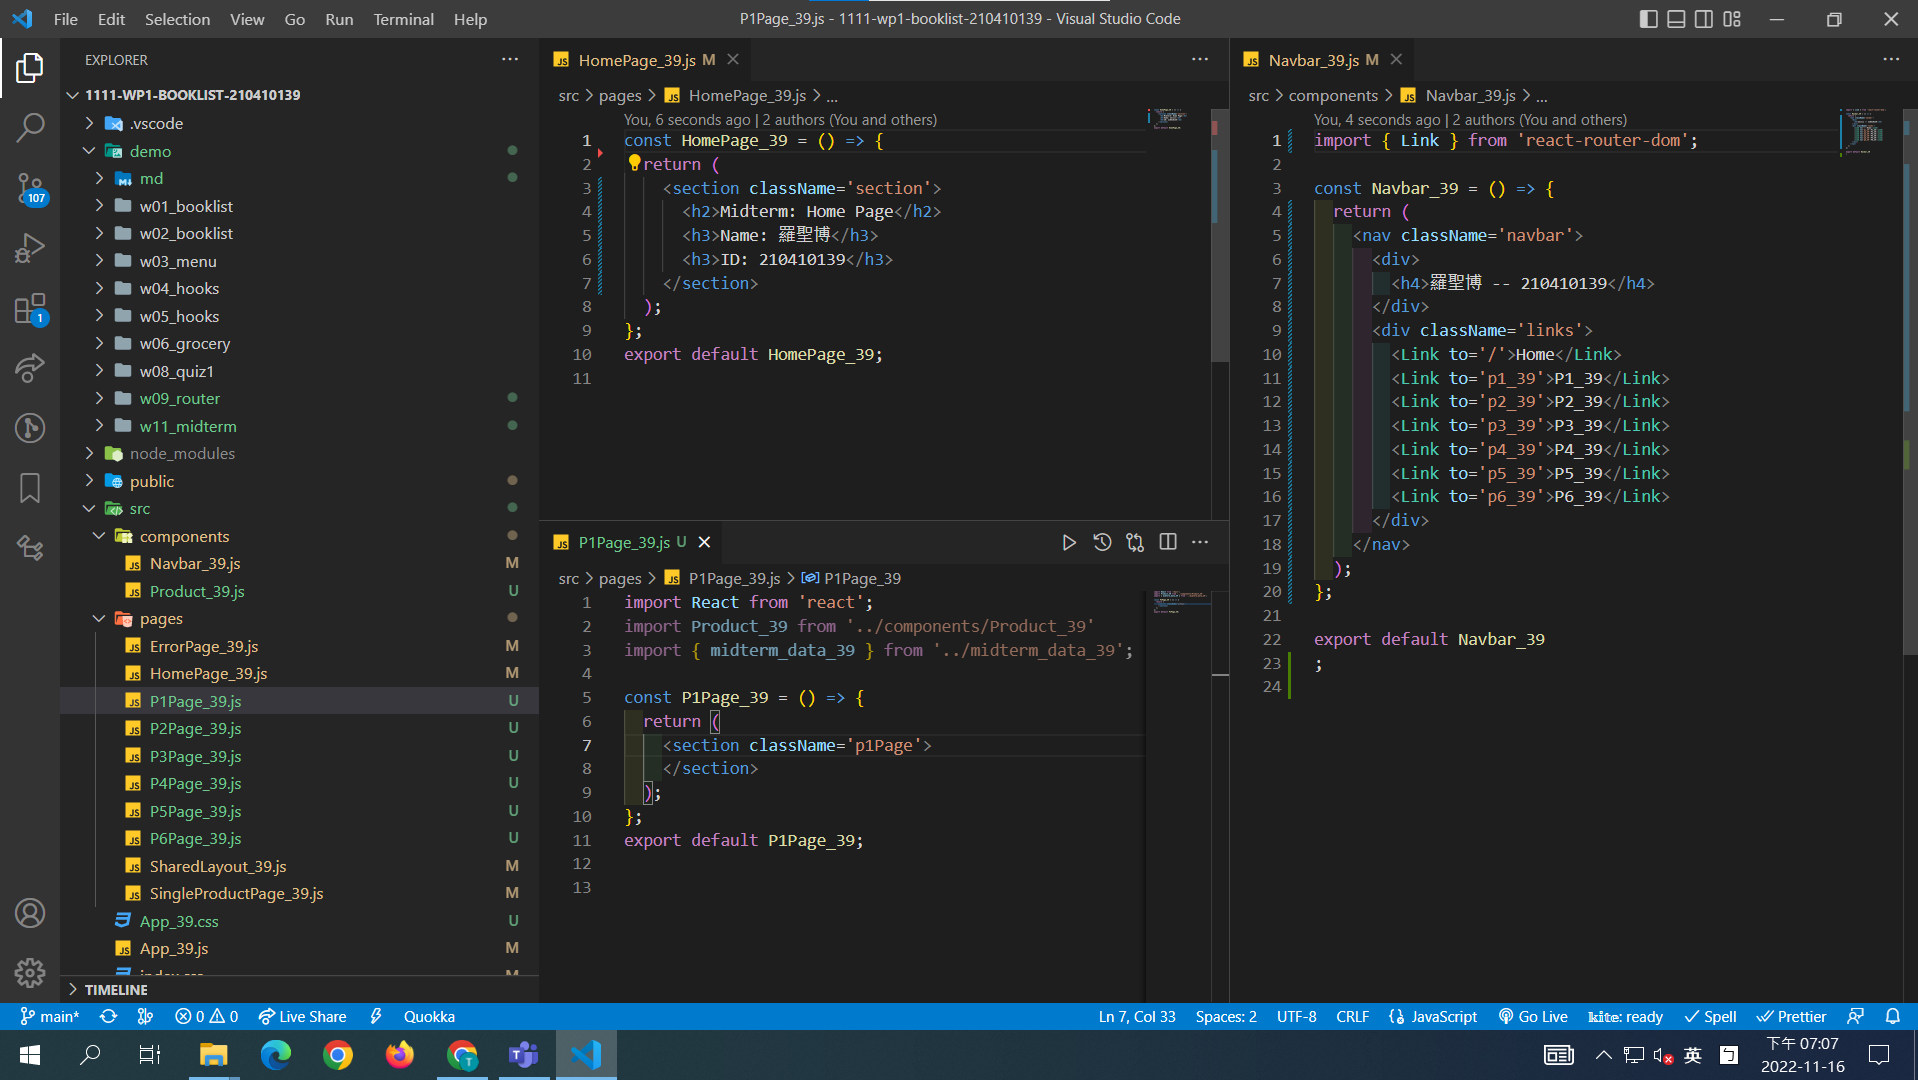 File Edit Selection View Go Run Terminal Help
P1Page_39.js - 1111-wp1-booklist-210410139 - Visual Studio Code
EXPLORER
1111-WP1-BOOKLIST-210410139
.vscode
demo
md
w01_booklist
w02_booklist
w03_menu
w04_hooks
w05_hooks
w06_grocery
w08_quiz1
w09_router
w11_midterm
node_modules
public
src
components
Navbar_39.js M
Product_39.js U
pages
ErrorPage_39.js M
HomePage_39.js M
P1Page_39.js U
P2Page_39.js U
P3Page_39.js U
P4Page_39.js U
P5Page_39.js U
P6Page_39.js U
SharedLayout_39.js M
SingleProductPage_39.js M
App_39.css U
App_39.js M
index.css M
TIMELINE
107
1
HomePage_39.js M
src > pages > HomePage_39.js > ...
You, 6 seconds ago | 2 authors (You and others)
1 const HomePage_39 = () => {
2 return (
3 <section className='section'>
4 <h2>Midterm: Home Page</h2>
5 <h3>Name: 羅聖博</h3>
6 <h3>ID: 210410139</h3>
7 </section>
8 );
9 };
10 export default HomePage_39;
11
P1Page_39.js U
src > pages > P1Page_39.js > P1Page_39
1 import React from 'react';
2 import Product_39 from '../components/Product_39'
3 import { midterm_data_39 } from '../midterm_data_39';
4
5 const P1Page_39 = () => {
6 return (
7 <section className='p1Page'>
8 </section>
9 );
10 };
11 export default P1Page_39;
12
13
Navbar_39.js M
src > components > Navbar_39.js > ...
You, 4 seconds ago | 2 authors (You and others)
1 import { Link } from 'react-router-dom';
2
3 const Navbar_39 = () => {
4 return (
5 <nav className='navbar'>
6 <div>
7 <h4>羅聖博 -- 210410139</h4>
8 </div>
9 <div className='links'>
10 <Link to='/'>Home</Link>
11 <Link to='p1_39'>P1_39</Link>
12 <Link to='p2_39'>P2_39</Link>
13 <Link to='p3_39'>P3_39</Link>
14 <Link to='p4_39'>P4_39</Link>
15 <Link to='p5_39'>P5_39</Link>
16 <Link to='p6_39'>P6_39</Link>
17 </div>
18 </nav>
19 );
20 };
21
22 export default Navbar_39
23 ;
24
main* 0 0 Live Share Quokka
Ln 7, Col 33 Spaces: 2 UTF-8 CRLF JavaScript Go Live kite: ready Spell Prettier
英 ㄅ
下午 07:07
2022-11-16